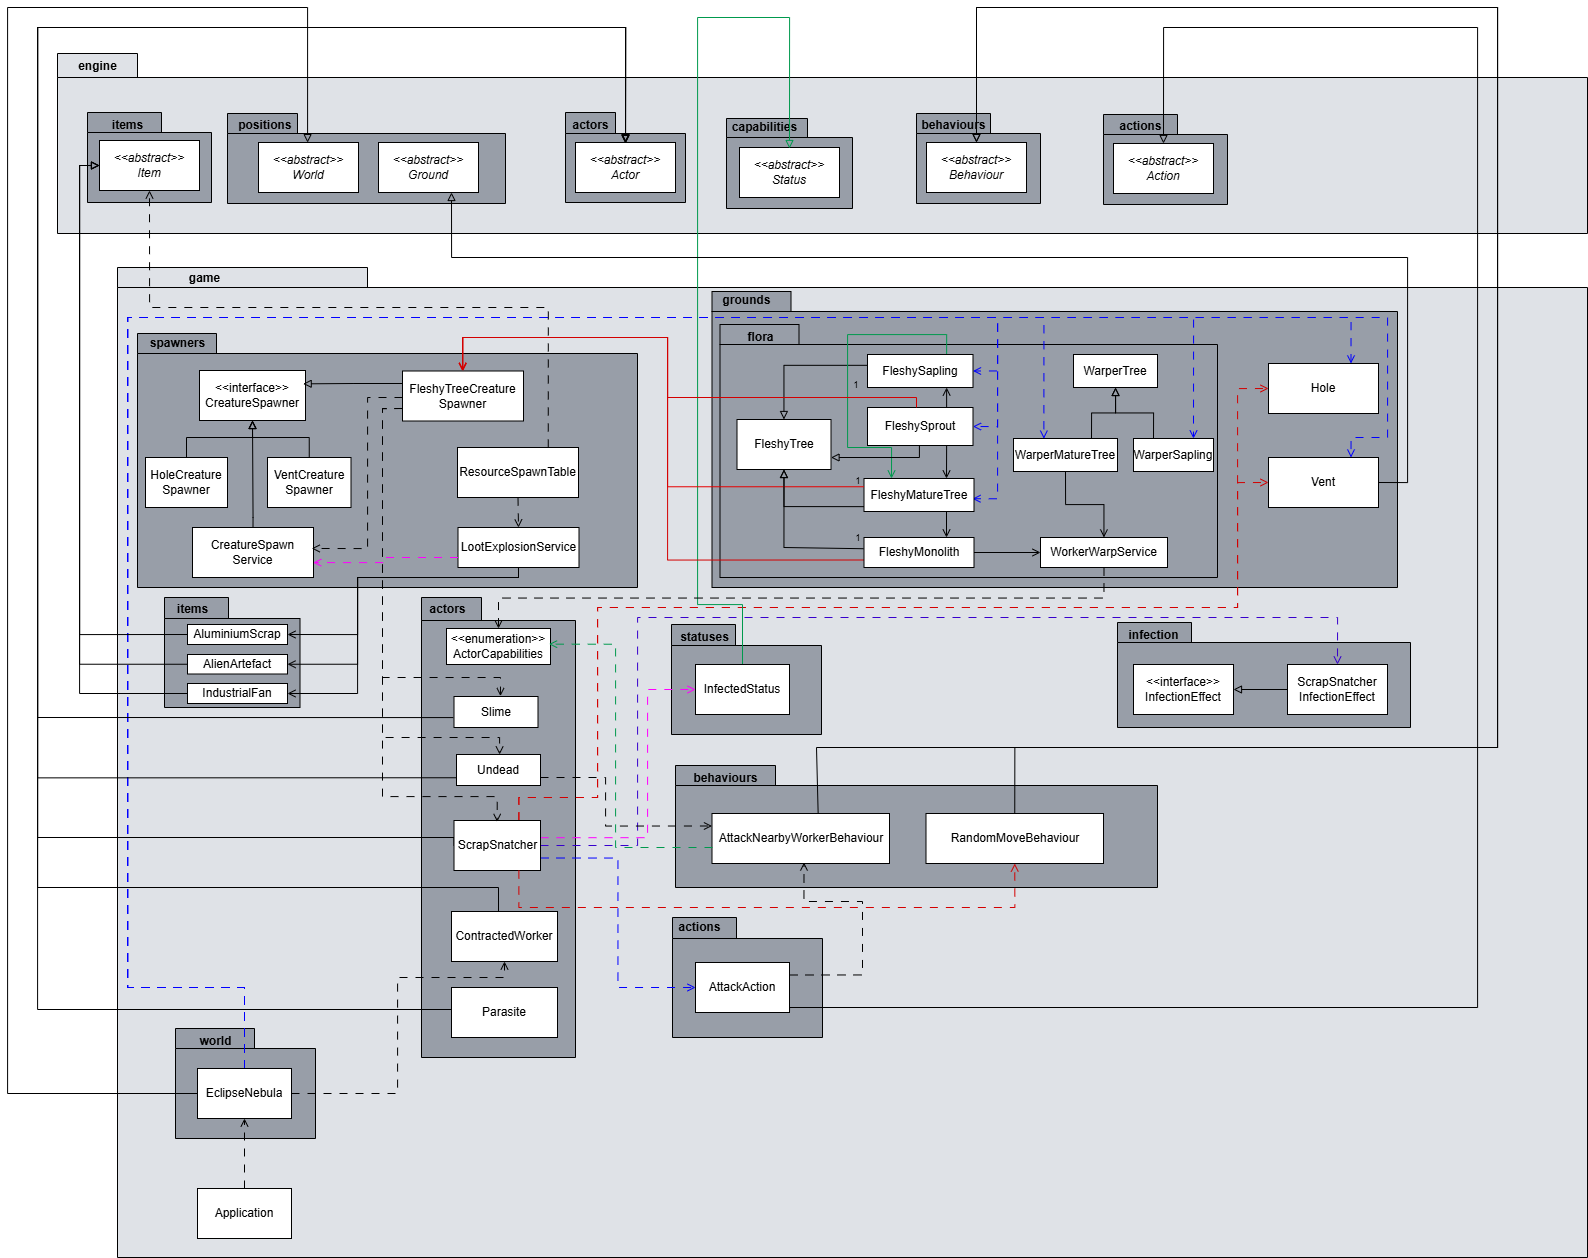 engine
items
<<abstract>>
Item
positions
<<abstract>>
World
<<abstract>>
Ground
actors
<<abstract>>
Actor
capabilities
<<abstract>>
Status
behaviours
<<abstract>>
Behaviour
actions
<<abstract>>
Action
game
spawners
<<interface>>
CreatureSpawner
FleshyTreeCreature
Spawner
HoleCreature
Spawner
VentCreature
Spawner
ResourceSpawnTable
CreatureSpawn
Service
LootExplosionService
grounds
flora
FleshySapling
1
WarperTree
FleshySprout
FleshyTree
WarperMatureTree
WarperSapling
1
FleshyMatureTree
1
FleshyMonolith
WorkerWarpService
Hole
Vent
items
AluminiumScrap
AlienArtefact
IndustrialFan
actors
<<enumeration>>
ActorCapabilities
Slime
Undead
ScrapSnatcher
ContractedWorker
Parasite
statuses
InfectedStatus
infection
<<interface>>
InfectionEffect
ScrapSnatcher
InfectionEffect
behaviours
AttackNearbyWorkerBehaviour
RandomMoveBehaviour
actions
AttackAction
world
EclipseNebula
Application